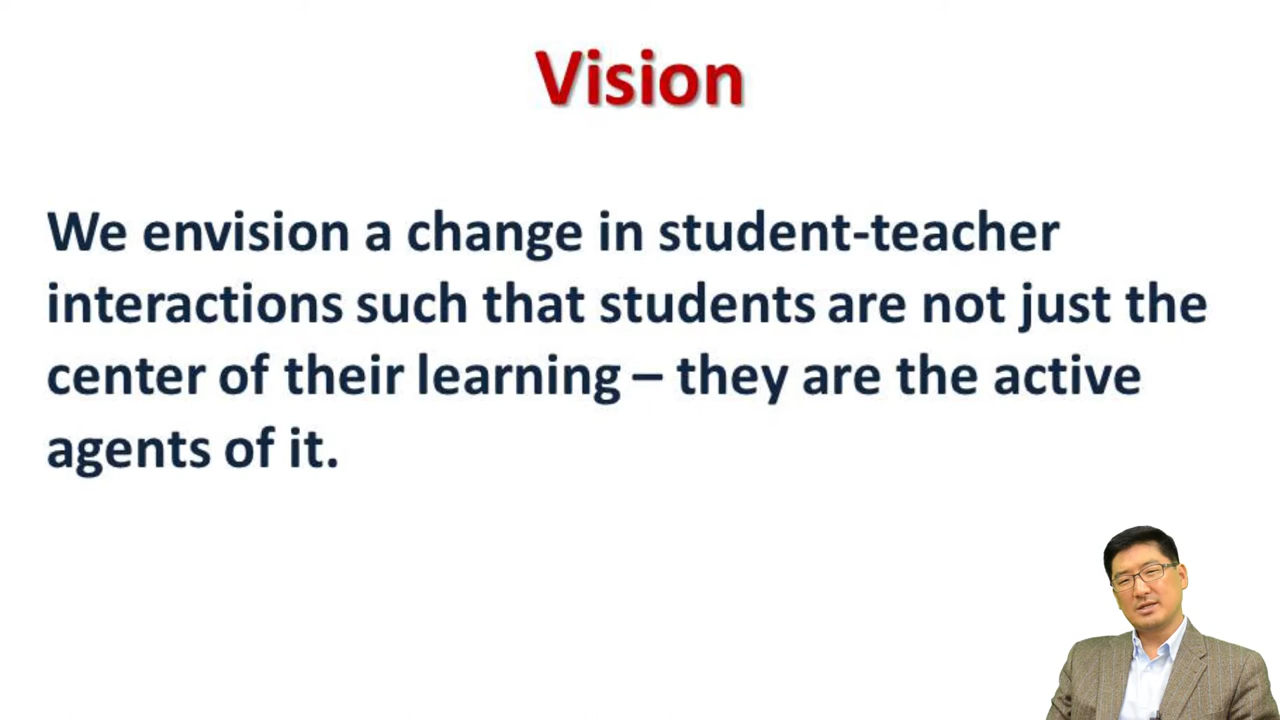 Vision
We envision a change in student-teacher
interactions such that students are not just the
center of their learning – they are the active
agents of it.